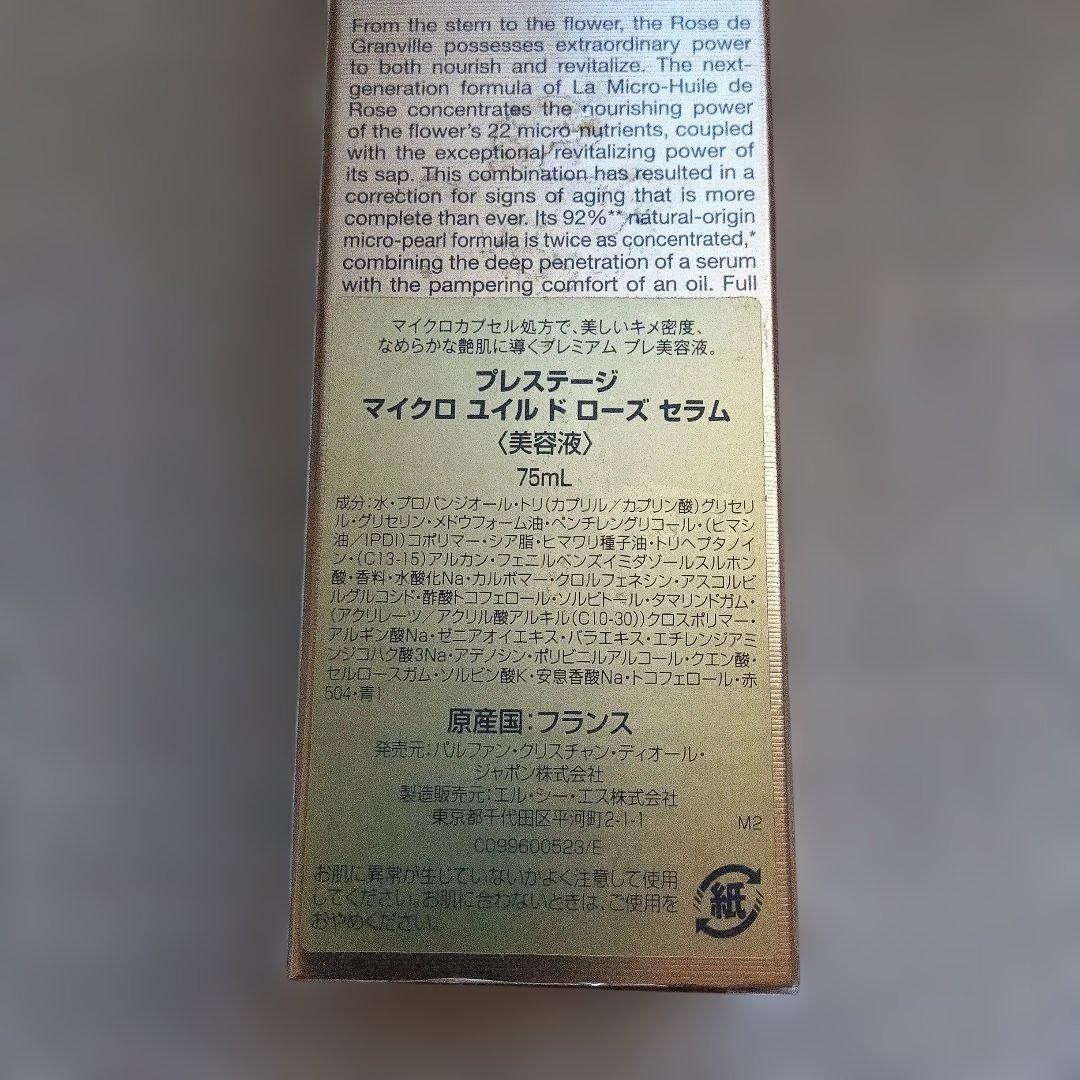 From the stem to the flower, the Rose de
Granville possesses extraordinary power
to both nourish and revitalize. The next-
generation formula of La Micro-Huile de
Rose concentrates the nourishing power
of the flower's 22 micro-nutrients, coupled
with the exceptional revitalizing power of
its sap. This combination has resulted in a
correction for signs of aging that is more
complete than ever. Its 92%** natural-origin
micro-pearl formula is twice as concentrated,*
combining the deep penetration of a serum
with the pampering comfort of an oil. Full
マイクロカプセル処方で、美しいキメ密度、
なめらかな艶肌に導くプレミアム プレ美容液。
プレステージ
マイクロ ユイル ド ローズ セラム
〈美容液〉
75mL
成分：水・プロパンジオール・トリ(カプリル／カプリン酸)グリセリ
ル・グリセリン・メドウフォーム油・ペンチレングリコール・(ヒマシ
油／IPDI)コポリマー・シア脂・ヒマワリ種子油・トリヘプタノイ
ン・(C13-15)アルカン・フェニルベンズイミダゾールスルホン
酸・香料・水酸化Na・カルボマー・クロルフェネシン・アスコルビ
ルグルコシド・酢酸トコフェロール・ソルビトール・タマリンドガム・
(アクリレーツ／アクリル酸アルキル(C10-30))クロスポリマー・
アルギン酸Na・ゼニアオイエキス・バラエキス・エチレンジアミ
ンジコハク酸3Na・アデノシン・ポリビニルアルコール・クエン酸・
セルロースガム・ソルビン酸K・安息香酸Na・トコフェロール・赤
504・青1
原産国：フランス
発売元：パルファン・クリスチャン・ディオール・
ジャポン株式会社
製造販売元：エル・シー・エス株式会社
東京都千代田区平河町2-1-1
M2
C099600523/E
お肌に異常が生じていないかよく注意して使用
してください。お肌に合わないときは、ご使用を
おやめください。
紙